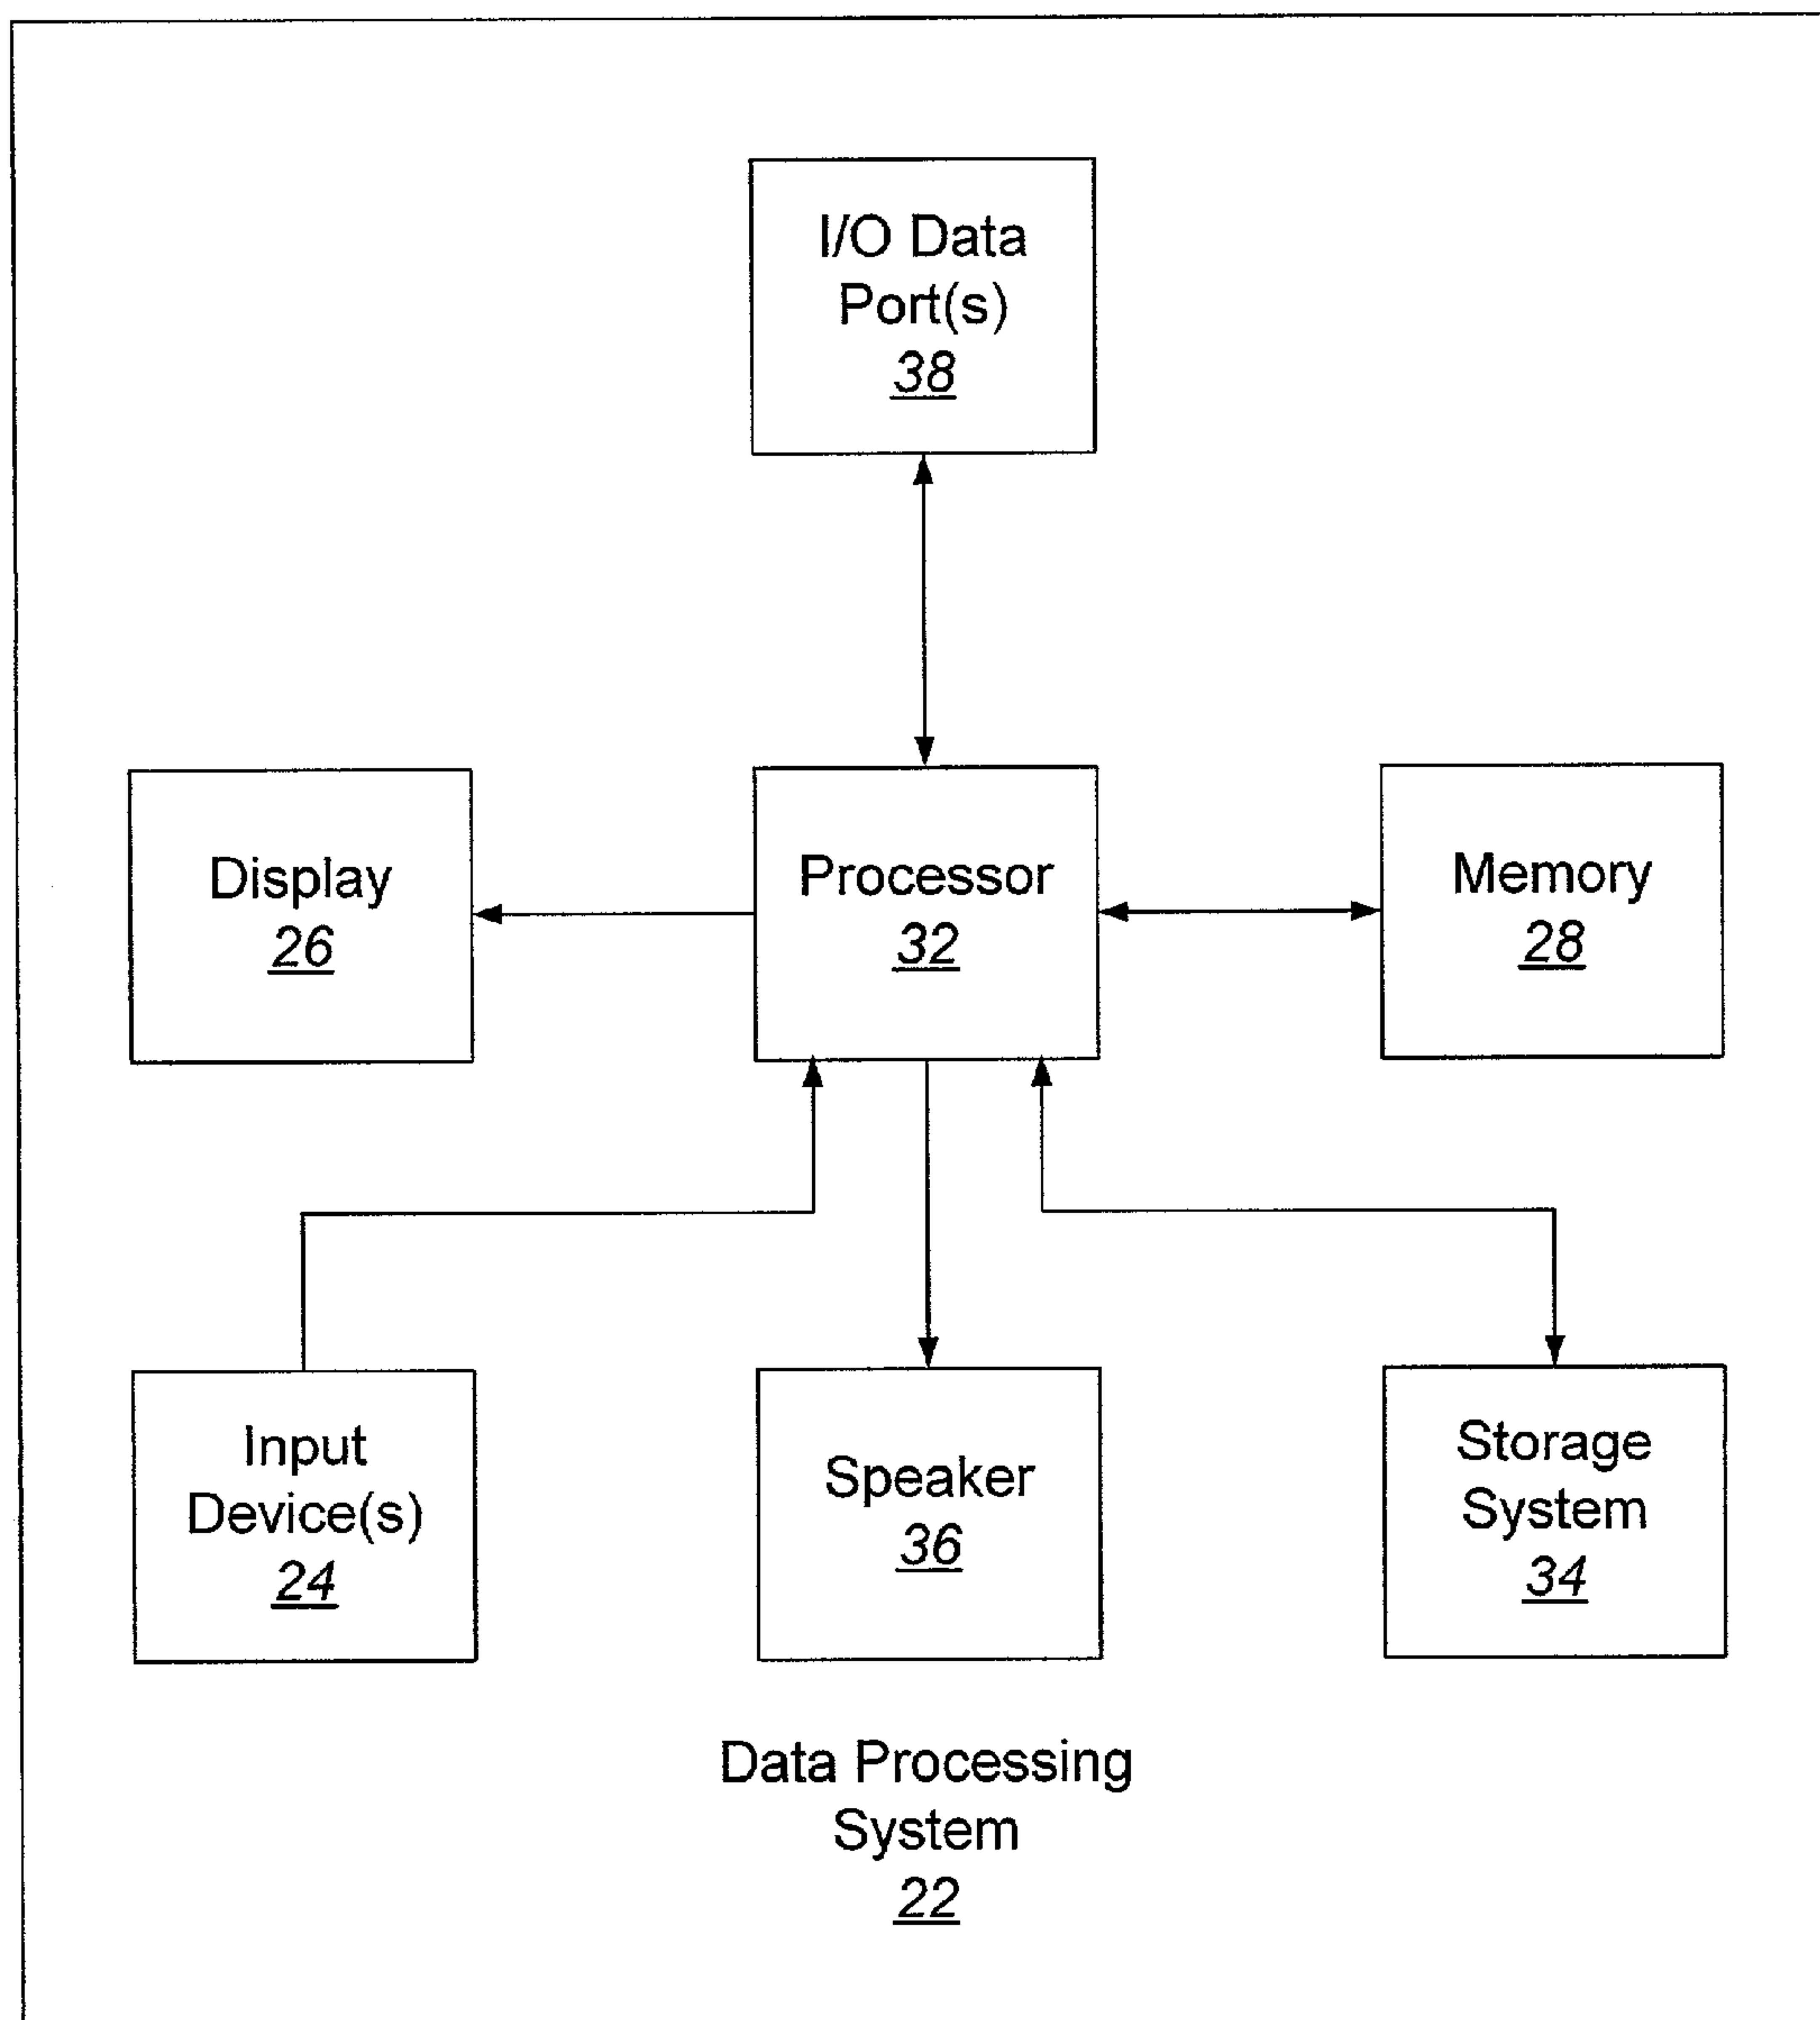 I/O Data
Port(s)
38
Display
26
Processor
32
Memory
28
Input
Device(s)
24
Speaker
36
Storage
System
34
Data Processing
System
22